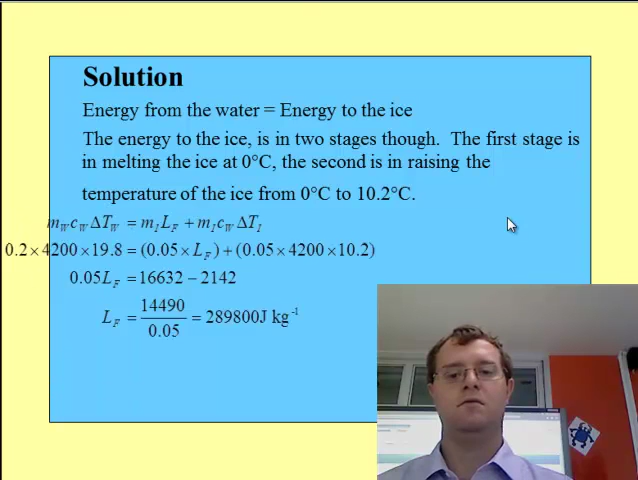 Solution
Energy from the water = Energy to the ice
The energy to the ice, is in two stages though. The first stage is
in melting the ice at 0°C, the second is in raising the
temperature of the ice from 0°C to 10.2°C.
m_W c_W ΔT_W = m_I L_F + m_I c_W ΔT_I
0.2 × 4200 × 19.8 = (0.05 × L_F) + (0.05 × 4200 × 10.2)
0.05L_F = 16632 − 2142
L_F = 14490/0.05 = 289800J kg⁻¹